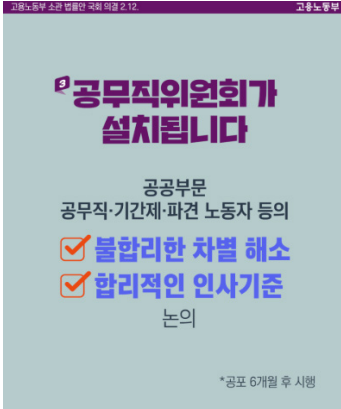 고용노동부 소관 법률안 국회 의결 2.12.
고용노동부
3
공무직위원회가
설치됩니다
공공부문
공무직·기간제·파견 노동자 등의
불합리한 차별 해소
합리적인 인사기준
논의
*공포 6개월 후 시행